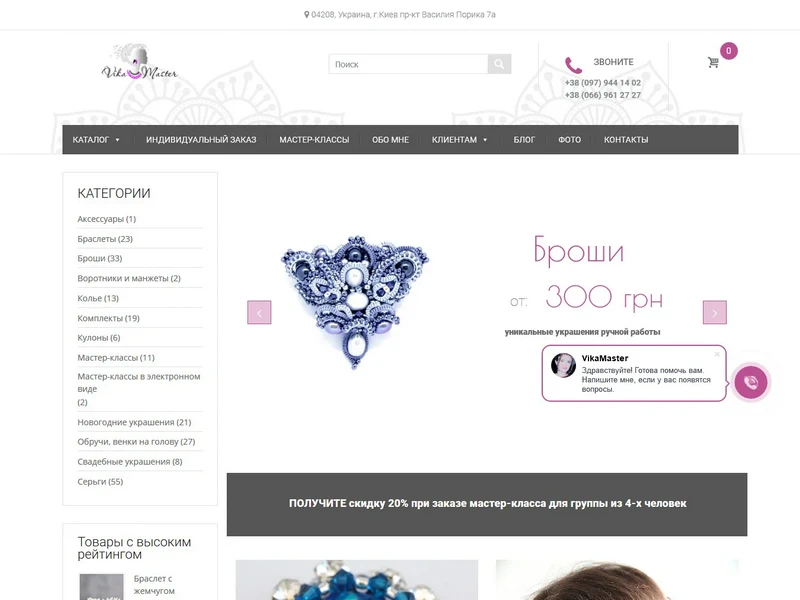 04208, Украина, г.Киев пр-кт Василия Порика 7а
Vika Master
Поиск
ЗВОНИТЕ
+38 (097) 944 14 02
+38 (066) 961 27 27
0
КАТАЛОГ
ИНДИВИДУАЛЬНЫЙ ЗАКАЗ
МАСТЕР-КЛАССЫ
ОБО МНЕ
КЛИЕНТАМ
БЛОГ
ФОТО
КОНТАКТЫ
КАТЕГОРИИ
Аксессуары (1)
Браслеты (23)
Броши (33)
Воротники и манжеты (2)
Колье (13)
Комплекты (19)
Кулоны (6)
Мастер-классы (11)
Мастер-классы в электронном
виде
(2)
Новогодние украшения (21)
Обручи, венки на голову (27)
Свадебные украшения (8)
Серьги (55)
Броши
от: 300 грн
уникальные украшения ручной работы
VikaMaster
Здравствуйте! Готова помочь вам.
Напишите мне, если у вас появятся
вопросы.
ПОЛУЧИТЕ скидку 20% при заказе мастер-класса для группы из 4-х человек
Товары с высоким
рейтингом
Браслет с
жемчугом